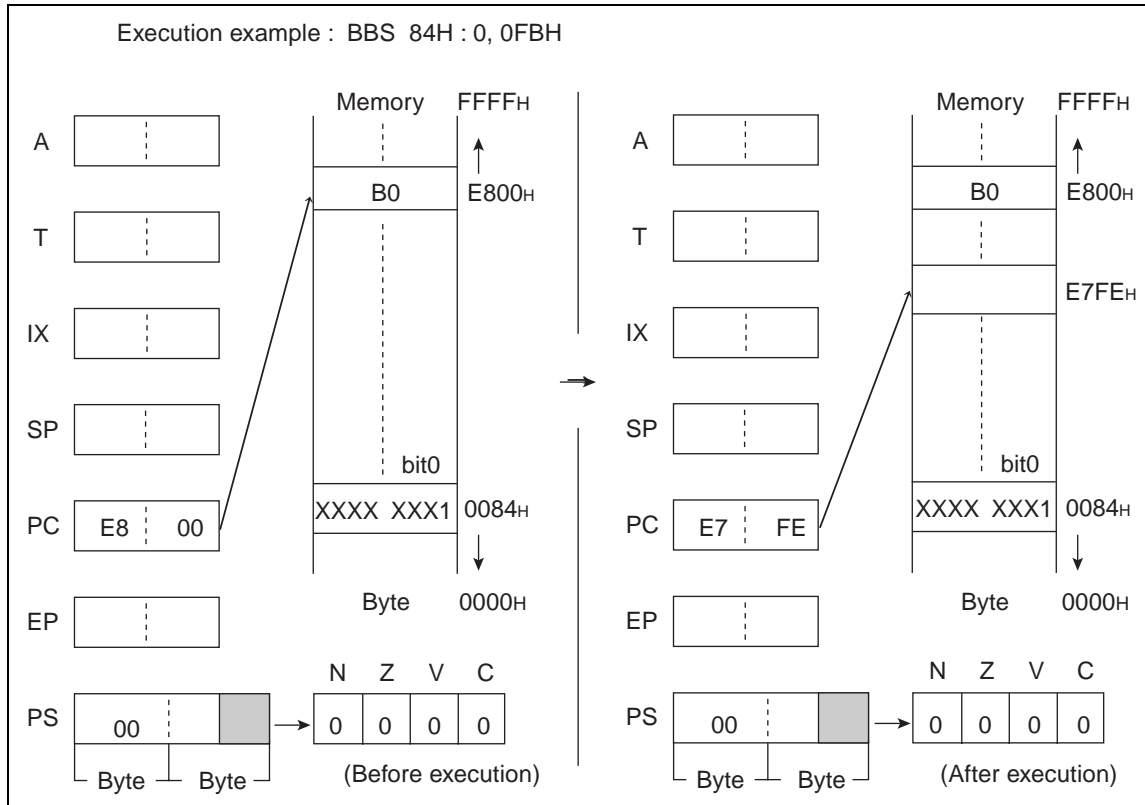 Execution example : BBS 84H : 0, 0FBH
Memory FFFFH
A
B0 E800H
T
IX
SP
bit0
PC E8 00 XXXX XXX1 0084H
Byte 0000H
EP
N Z V C
PS 00 0 0 0 0
Byte Byte (Before execution)
Memory FFFFH
A
B0 E800H
T
E7FEH
IX
SP
bit0
PC E7 FE XXXX XXX1 0084H
Byte 0000H
EP
N Z V C
PS 00 0 0 0 0
Byte Byte (After execution)